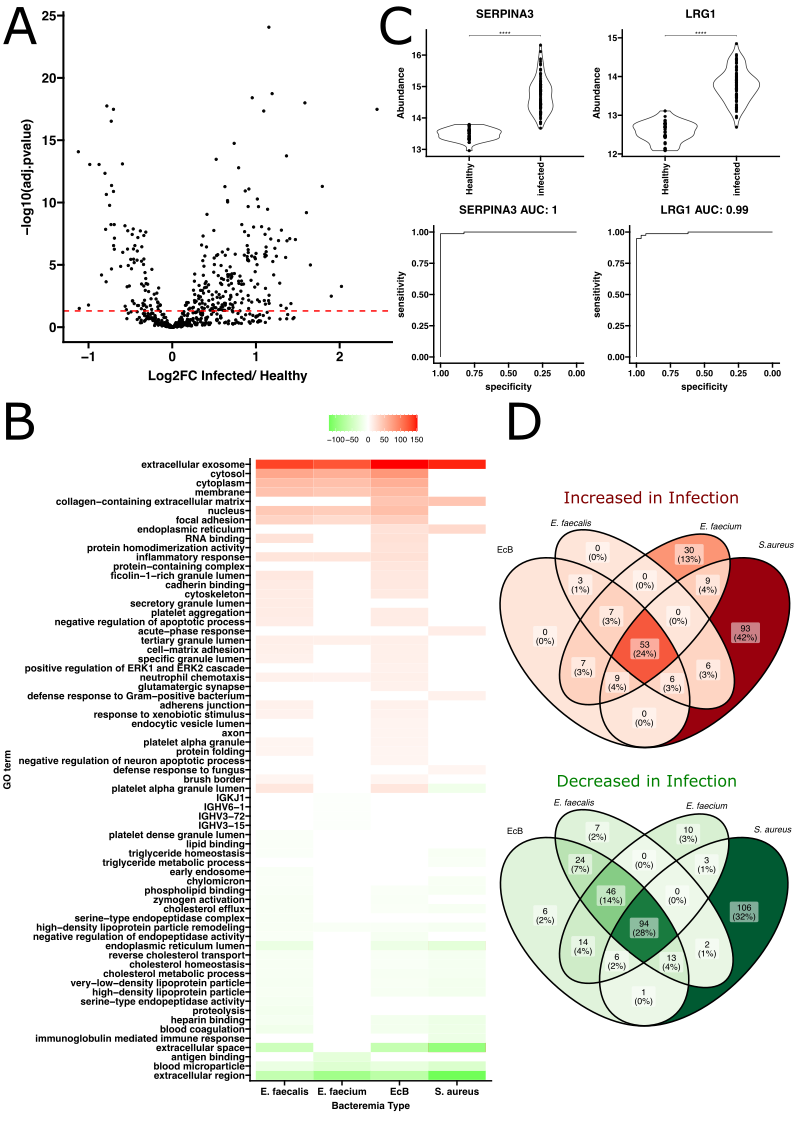 A
25
20
15
10
5
0
−log10(adj.pvalue)
−1
0
1
2
Log2FC Infected/ Healthy
C
SERPINA3
****
16
15
14
13
Abundance
Healthy
infected
LRG1
****
15
14
13
12
Abundance
Healthy
infected
SERPINA3 AUC: 1
1.00
0.75
0.50
0.25
0.00
sensitivity
1.00
0.75
0.50
0.25
0.00
specificity
LRG1 AUC: 0.99
1.00
0.75
0.50
0.25
0.00
sensitivity
1.00
0.75
0.50
0.25
0.00
specificity
B
−100
−50
0
50
100
150
GO term
extracellular exosome
cytosol
cytoplasm
membrane
collagen−containing extracellular matrix
nucleus
focal adhesion
endoplasmic reticulum
RNA binding
protein homodimerization activity
inflammatory response
protein−containing complex
ficolin−1−rich granule lumen
cadherin binding
cytoskeleton
secretory granule lumen
platelet aggregation
negative regulation of apoptotic process
acute−phase response
tertiary granule lumen
cell−matrix adhesion
specific granule lumen
positive regulation of ERK1 and ERK2 cascade
neutrophil chemotaxis
glutamatergic synapse
defense response to Gram−positive bacterium
adherens junction
response to xenobiotic stimulus
endocytic vesicle lumen
axon
platelet alpha granule
protein folding
negative regulation of neuron apoptotic process
defense response to fungus
brush border
platelet alpha granule lumen
IGKJ1
IGHV6−1
IGHV3−72
IGHV3−15
platelet dense granule lumen
lipid binding
triglyceride homeostasis
triglyceride metabolic process
early endosome
chylomicron
phospholipid binding
zymogen activation
cholesterol efflux
serine−type endopeptidase complex
high−density lipoprotein particle remodeling
negative regulation of endopeptidase activity
endoplasmic reticulum lumen
reverse cholesterol transport
cholesterol homeostasis
cholesterol metabolic process
very−low−density lipoprotein particle
high−density lipoprotein particle
serine−type endopeptidase activity
proteolysis
heparin binding
blood coagulation
immunoglobulin mediated immune response
extracellular space
antigen binding
blood microparticle
extracellular region
E. faecalis
E. faecium
EcB
S. aureus
Bacteremia Type
D
Increased in Infection
EcB
E. faecalis
E. faecium
S.aureus
0
(0%)
30
(13%)
3
(1%)
0
(0%)
9
(4%)
7
(3%)
0
(0%)
0
(0%)
93
(42%)
53
(24%)
7
(3%)
9
(4%)
6
(3%)
6
(3%)
0
(0%)
Decreased in Infection
EcB
E. faecalis
E. faecium
S. aureus
7
(2%)
10
(3%)
24
(7%)
0
(0%)
3
(1%)
46
(14%)
0
(0%)
6
(2%)
106
(32%)
94
(28%)
14
(4%)
6
(2%)
13
(4%)
2
(1%)
1
(0%)